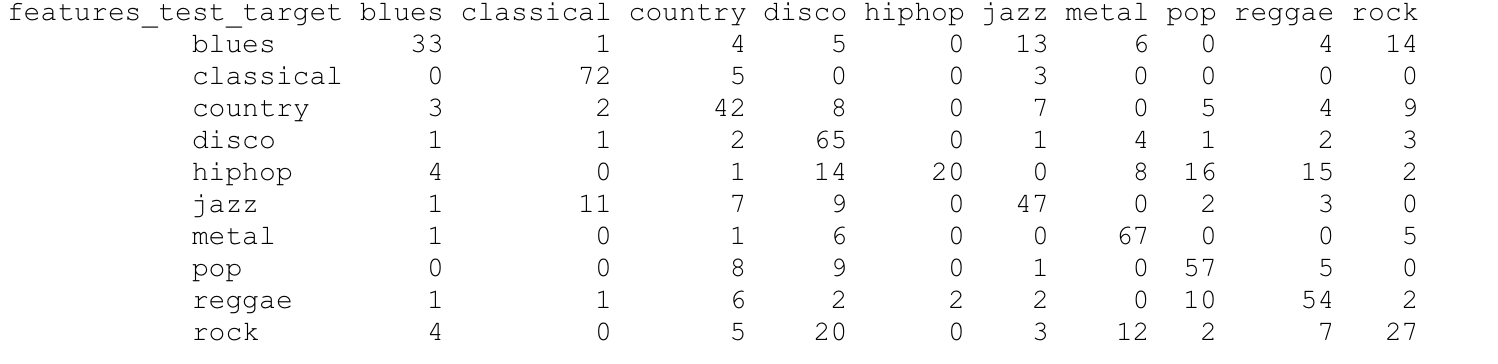 features_test_target blues classical country disco hiphop jazz metal pop reggae rock
blues 33 1 4 5 0 13 6 0 4 14
classical 0 72 5 0 0 3 0 0 0 0
country 3 2 42 8 0 7 0 5 4 9
disco 1 1 2 65 0 1 4 1 2 3
hiphop 4 0 1 14 20 0 8 16 15 2
jazz 1 11 7 9 0 47 0 2 3 0
metal 1 0 1 6 0 0 67 0 0 5
pop 0 0 8 9 0 1 0 57 5 0
reggae 1 1 6 2 2 2 0 10 54 2
rock 4 0 5 20 0 3 12 2 7 27